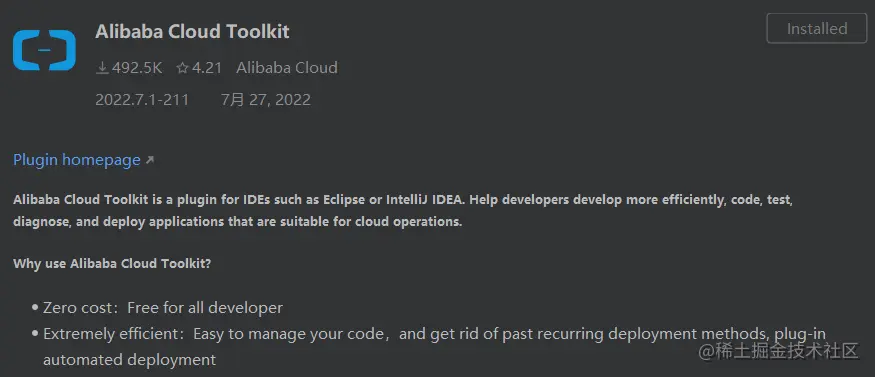 Alibaba Cloud Toolkit
Installed
492.5K 4.21 Alibaba Cloud
2022.7.1-211 7月 27, 2022
Plugin homepage
Alibaba Cloud Toolkit is a plugin for IDEs such as Eclipse or IntelliJ IDEA. Help developers develop more efficiently, code, test,
diagnose, and deploy applications that are suitable for cloud operations.
Why use Alibaba Cloud Toolkit?
• Zero cost：Free for all developer
• Extremely efficient：Easy to manage your code，and get rid of past recurring deployment methods, plug-in
automated deployment
@稀土掘金技术社区